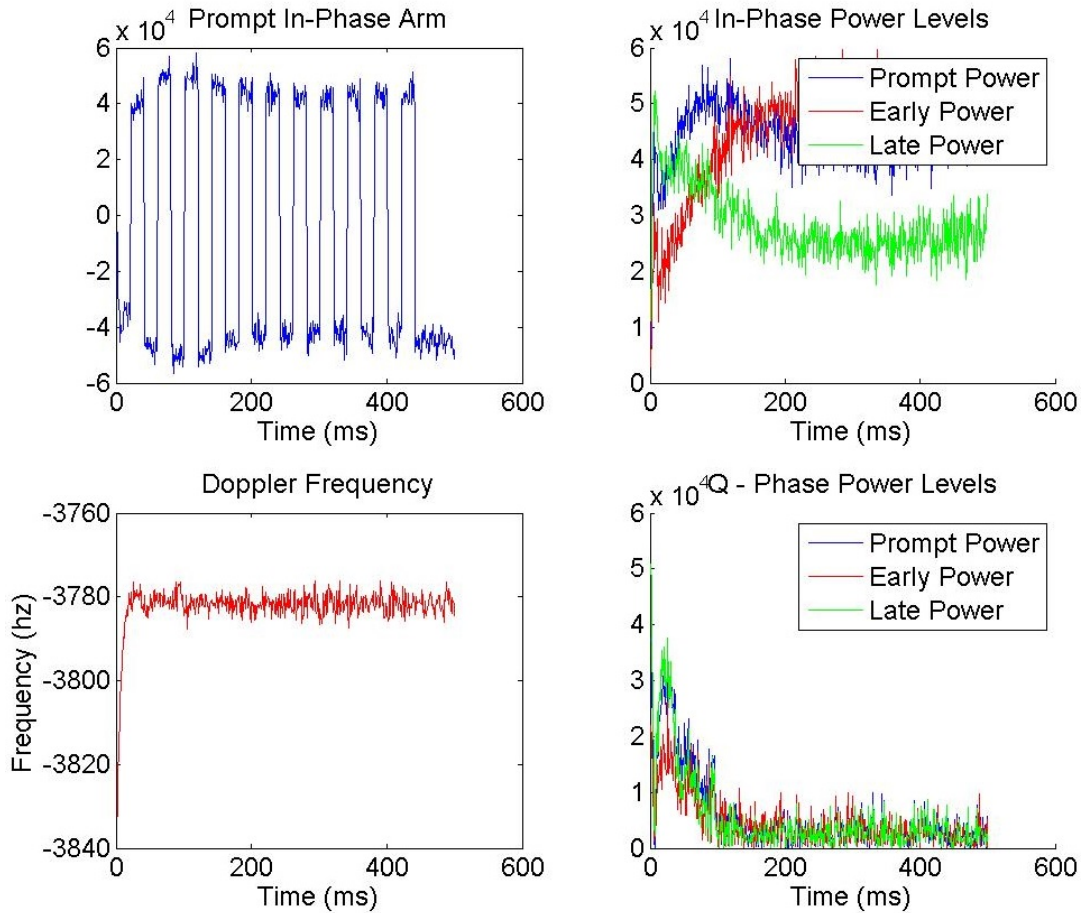 x 10^4 Prompt In-Phase Arm
6
4
2
0
-2
-4
-6
0 200 400 600
Time (ms)
x 10^4 In-Phase Power Levels
6
5
4
3
2
1
0
Prompt Power
Early Power
Late Power
0 200 400 600
Time (ms)
Doppler Frequency
Frequency (hz)
-3760
-3780
-3800
-3820
-3840
0 200 400 600
Time (ms)
x 10^4 Q - Phase Power Levels
6
5
4
3
2
1
0
Prompt Power
Early Power
Late Power
0 200 400 600
Time (ms)